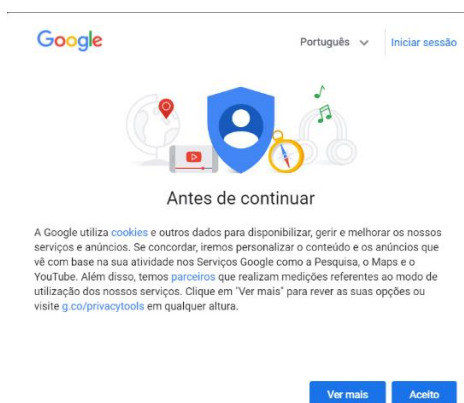 Google
Português
Iniciar sessão
Antes de continuar
A Google utiliza cookies e outros dados para disponibilizar, gerir e melhorar os nossos
serviços e anúncios. Se concordar, iremos personalizar o conteúdo e os anúncios que
vê com base na sua atividade nos Serviços Google como a Pesquisa, o Maps e o
YouTube. Além disso, temos parceiros que realizam medições referentes ao modo de
utilização dos nossos serviços. Clique em "Ver mais" para rever as suas opções ou
visite g.co/privacytools em qualquer altura.
Ver mais
Aceito